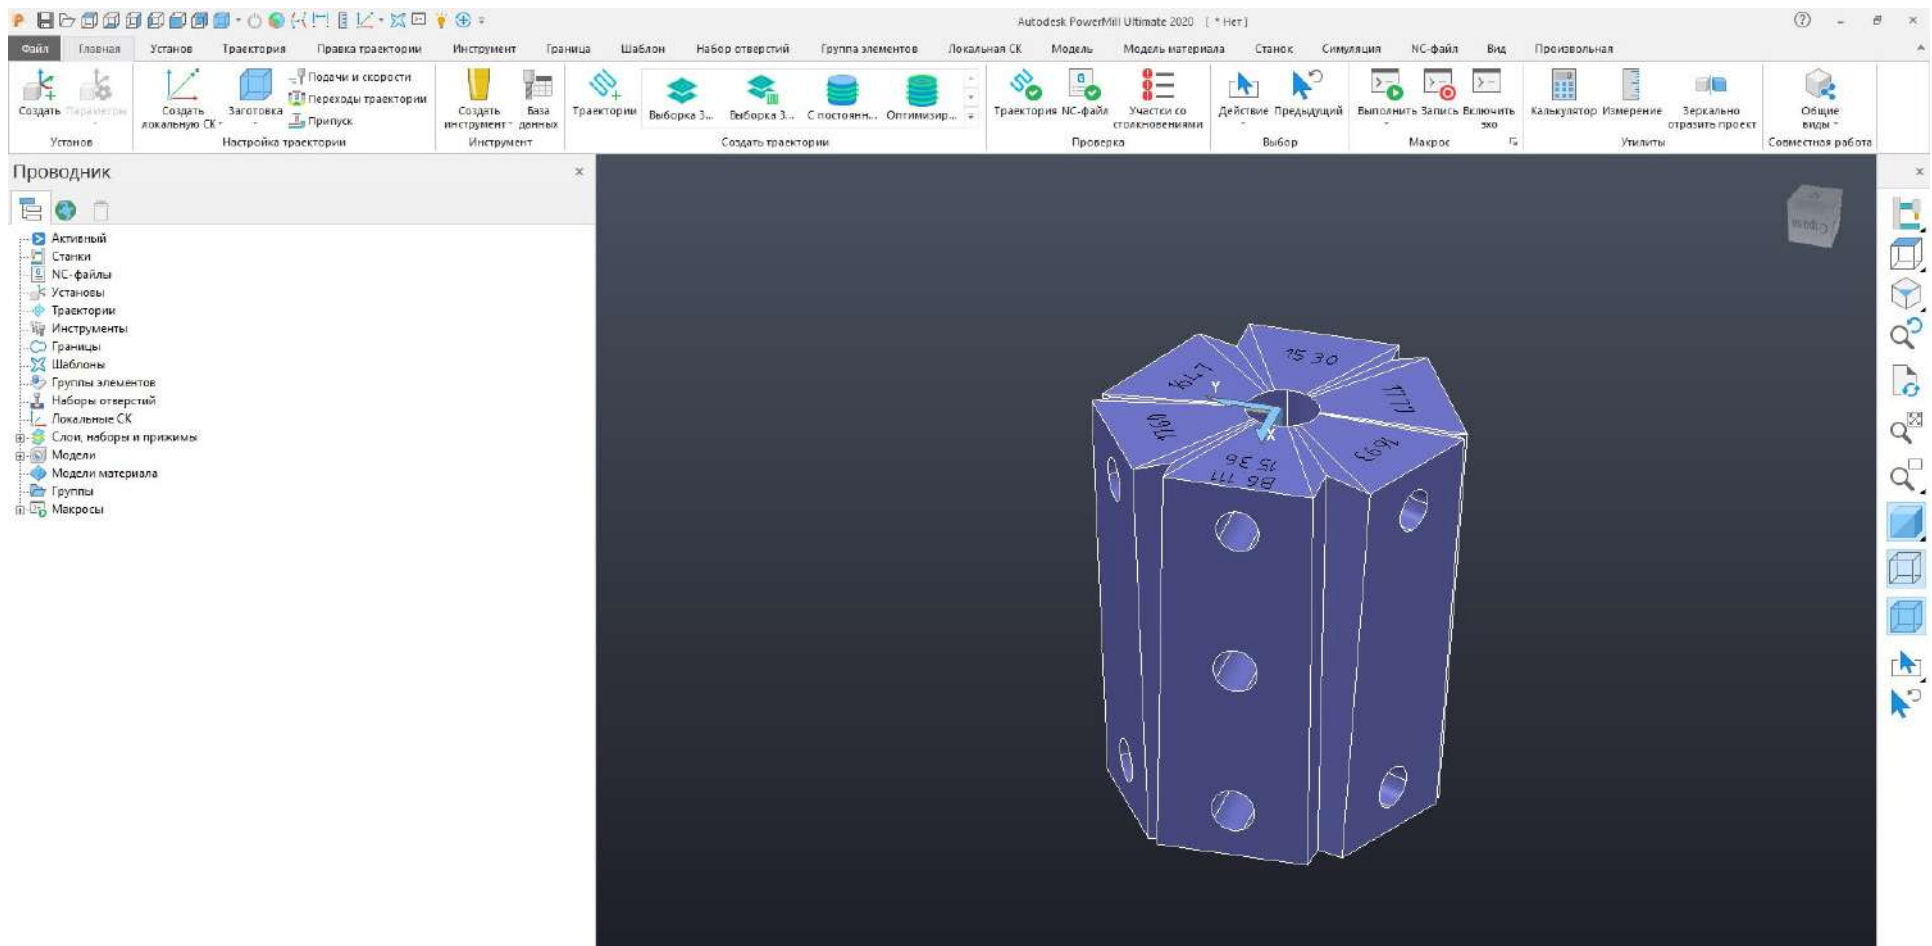 Autodesk PowerMill Ultimate 2020 [ * Нет ]
Файл Главная Установ Траектория Правка траектории Инструмент Граница Шаблон Набор отверстий Группа элементов Локальная СК Модель Модель материала Станок Симуляция NC-файл Вид Произвольная
Создать Параметры
Установ
Создать локальную СК
Заготовка
Подачи и скорости
Переходы траектории
Припуск
Настройка траектории
Создать инструмент
База данных
Инструмент
Траектории Выборка 3... Выборка 3... С постоянн... Оптимизир...
Создать траектории
Траектория NC-файл Участки со столкновениями
Проверка
Действие Предыдущий
Выбор
Выполнить Запись Включить эхо
Макрос
Калькулятор Измерение Зеркально отразить проект
Утилиты
Общие виды
Совместная работа
Проводник
Активный
Станки
NC-файлы
Установы
Траектории
Инструменты
Границы
Шаблоны
Группы элементов
Наборы отверстий
Локальные СК
Слои, наборы и прижимы
Модели
Модели материала
Группы
Макросы
15 30
1647
1777
1693
15 36
B6 111
Y
X